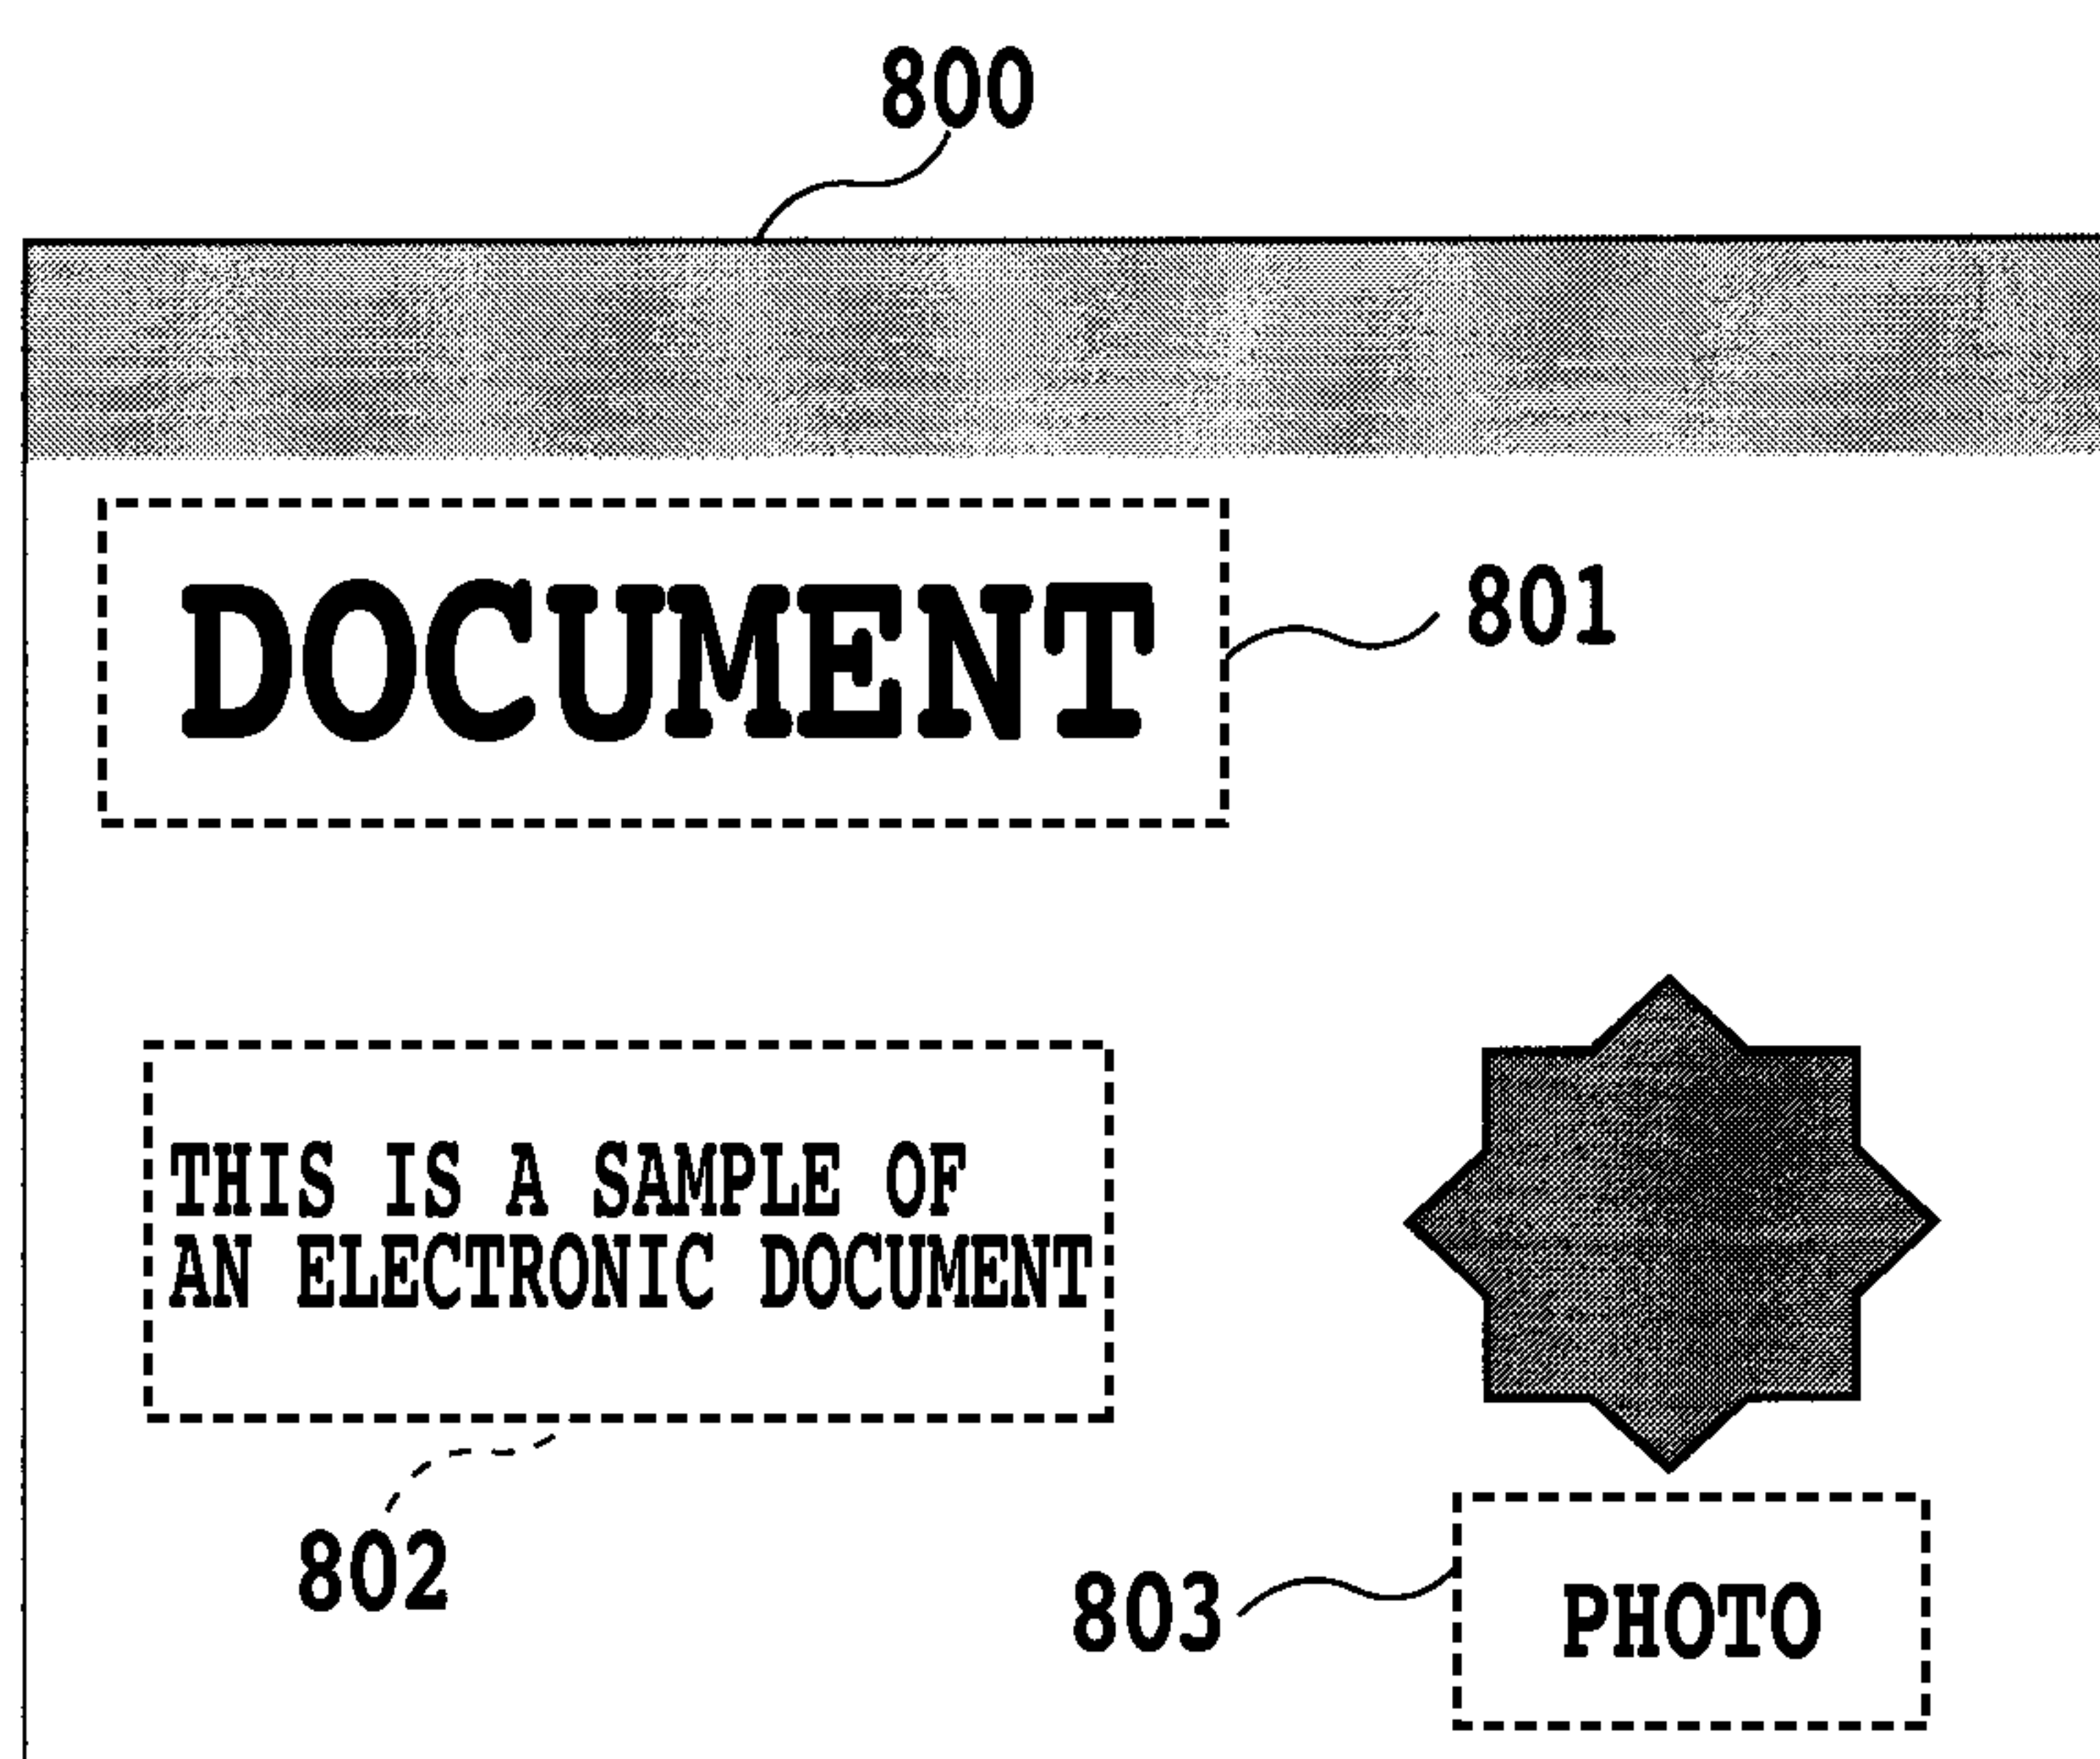 800
DOCUMENT
801
THIS IS A SAMPLE OF
AN ELECTRONIC DOCUMENT
802
803
PHOTO